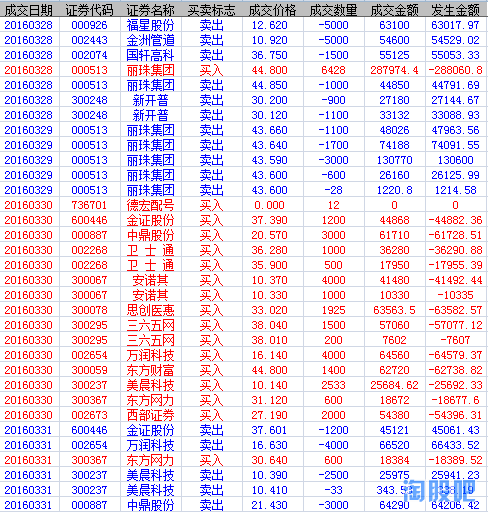 成交日期 证券代码 证券名称 买卖标志 成交价格 成交数量 成交金额 发生金额
20160328 000926 福星股份 卖出 12.620 -5000 63100 63017.97
20160328 002443 金洲管道 卖出 10.920 -5000 54600 54529.02
20160328 002074 国轩高科 卖出 36.750 -1500 55125 55053.33
20160328 000513 丽珠集团 买入 44.800 6428 287974.4 -288060.8
20160328 000513 丽珠集团 卖出 44.850 -1000 44850 44791.69
20160328 300248 新开普 卖出 30.200 -900 27180 27144.67
20160328 300248 新开普 卖出 30.120 -1100 33132 33088.93
20160329 000513 丽珠集团 卖出 43.660 -1100 48026 47963.56
20160329 000513 丽珠集团 卖出 43.640 -1700 74188 74091.55
20160329 000513 丽珠集团 卖出 43.590 -3000 130770 130600
20160329 000513 丽珠集团 卖出 43.600 -600 26160 26125.99
20160329 000513 丽珠集团 卖出 43.600 -28 1220.8 1214.58
20160330 736701 德宏配号 买入 0.000 12 0 0
20160330 600446 金证股份 买入 37.390 1200 44868 -44882.36
20160330 000887 中鼎股份 买入 20.570 3000 61710 -61728.51
20160330 002268 卫 士 通 买入 36.280 1000 36280 -36290.88
20160330 002268 卫 士 通 买入 35.900 500 17950 -17955.39
20160330 300067 安诺其 买入 10.370 4000 41480 -41492.44
20160330 300067 安诺其 买入 10.330 1000 10330 -10335
20160330 300078 思创医惠 买入 33.020 1925 63563.5 -63582.57
20160330 300295 三六五网 买入 38.040 1500 57060 -57077.12
20160330 300295 三六五网 买入 38.010 200 7602 -7607
20160330 002654 万润科技 买入 16.140 4000 64560 -64579.37
20160330 300059 东方财富 买入 44.800 1400 62720 -62738.82
20160330 300237 美晨科技 买入 10.140 2533 25684.62 -25692.33
20160330 300367 东方网力 买入 31.120 600 18672 -18677.6
20160330 002673 西部证券 买入 27.190 2000 54380 -54396.31
20160331 600446 金证股份 卖出 37.601 -1200 45121 45061.43
20160331 002654 万润科技 卖出 16.630 -4000 66520 66433.52
20160331 300367 东方网力 买入 30.640 600 18384 -18389.52
20160331 300237 美晨科技 卖出 10.390 -2500 25975 25941.23
20160331 300237 美晨科技 卖出 10.410 -33
20160331 000887 中鼎股份 卖出 21.430 -3000 64290 64206.42
淘股吧